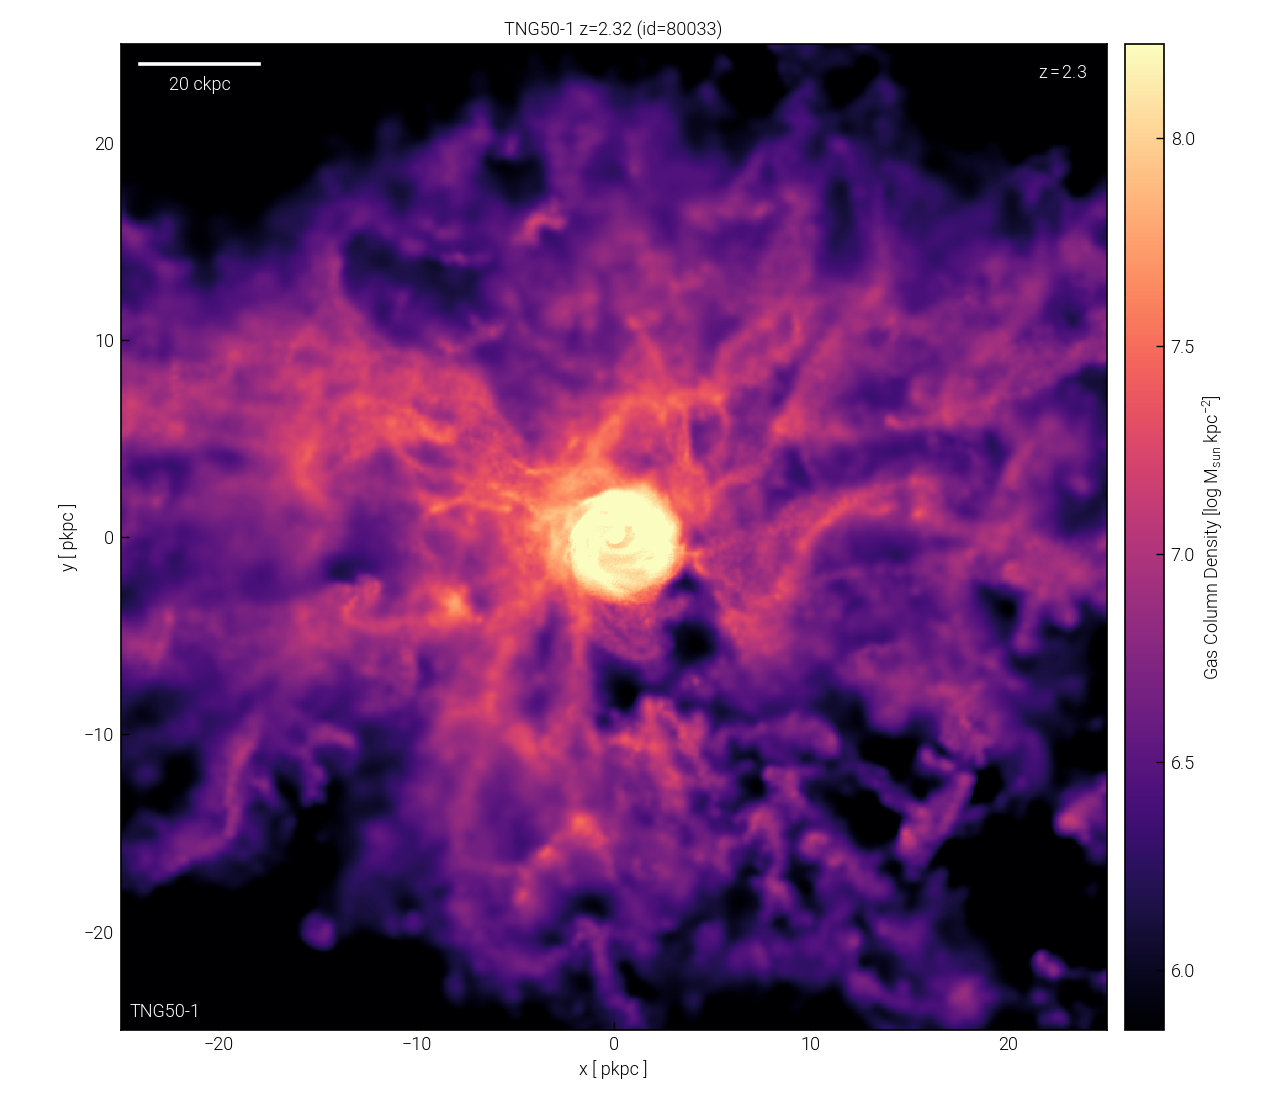 TNG50-1 z=2.32 (id=80033)
20 ckpc
z=2.3
TNG50-1
20
10
0
−10
−20
y [ pkpc ]
−20
−10
0
10
20
x [ pkpc ]
8.0
7.5
7.0
6.5
6.0
Gas Column Density [log M_sun kpc^−2]